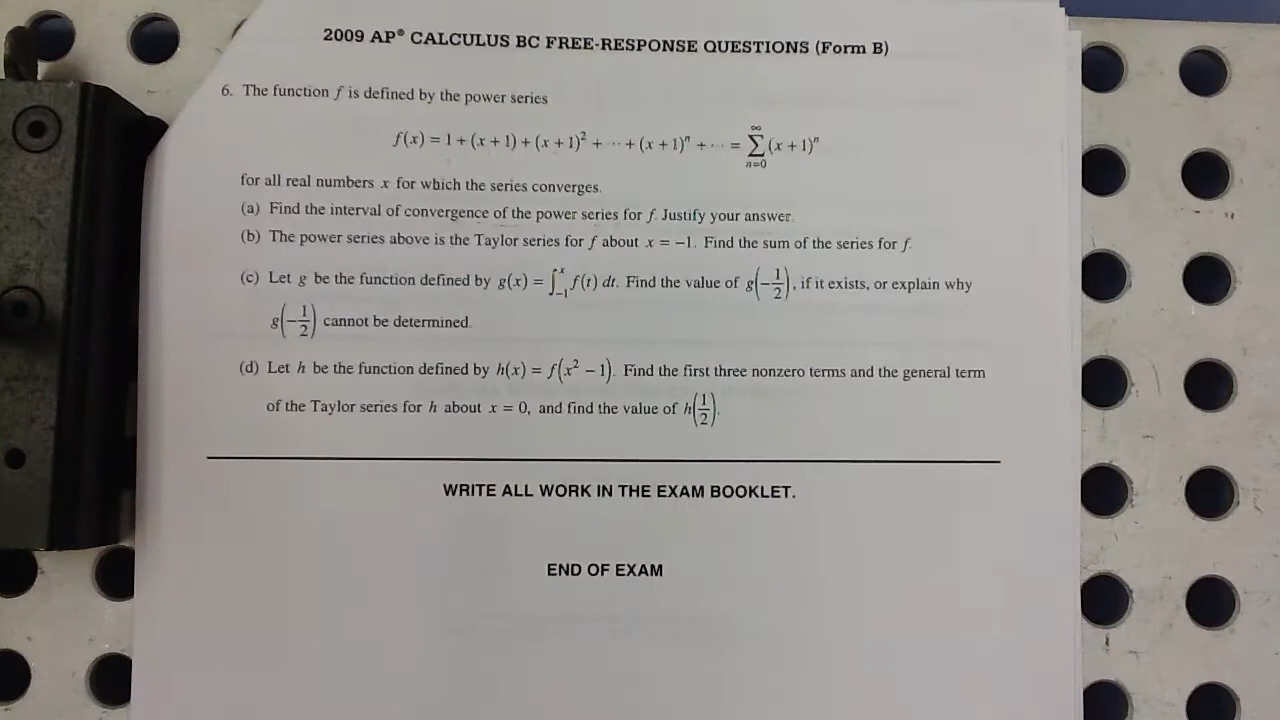 2009 AP® CALCULUS BC FREE-RESPONSE QUESTIONS (Form B)
6. The function f is defined by the power series
f(x) = 1 + (x + 1) + (x + 1)² + ⋯ + (x + 1)ⁿ + ⋯ = ∑_{n=0}^{∞} (x + 1)ⁿ
for all real numbers x for which the series converges.
(a) Find the interval of convergence of the power series for f. Justify your answer.
(b) The power series above is the Taylor series for f about x = −1. Find the sum of the series for f.
(c) Let g be the function defined by g(x) = ∫_{−1}^{x} f(t) dt. Find the value of g(−1/2), if it exists, or explain why
g(−1/2) cannot be determined.
(d) Let h be the function defined by h(x) = f(x² − 1). Find the first three nonzero terms and the general term
of the Taylor series for h about x = 0, and find the value of h(1/2).
WRITE ALL WORK IN THE EXAM BOOKLET.
END OF EXAM